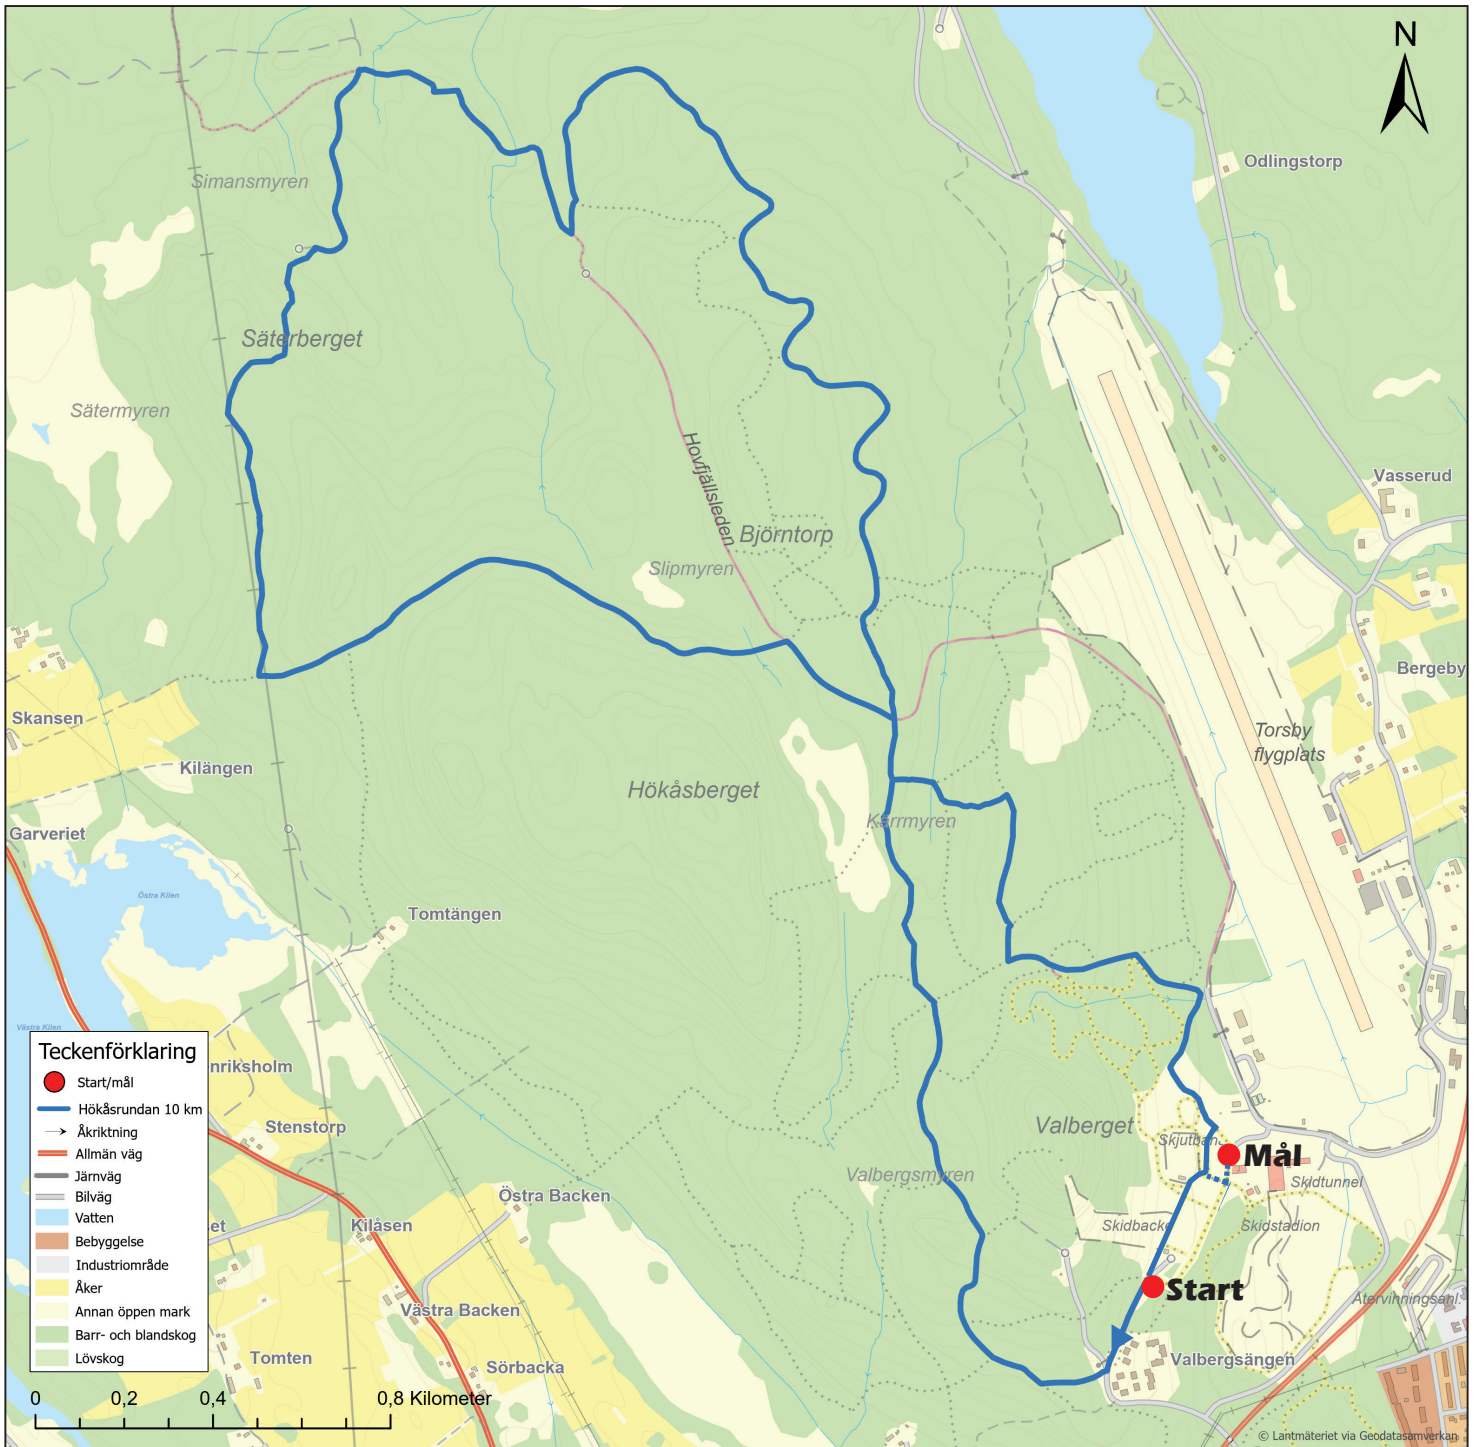 N
Odlingstorp
Simansmyren
Säterberget
Sätermyren
Hovfjällsleden
Vasserud
Björntorp
Slipmyren
Bergeby
Skansen
Torsby
flygplats
Kilängen
Hökåsberget
Kärrmyren
Garveriet
Östra Kilen
Tomtängen
Västra Kilen
Teckenförklaring
Start/mål
Hökåsrundan 10 km
Åkriktning
Allmän väg
Järnväg
Bilväg
Vatten
Bebyggelse
Industriområde
Åker
Annan öppen mark
Barr- och blandskog
Lövskog
nriksholm
Stenstorp
Valberget
Skjutban
Mål
Skidtunnel
Valbergsmyren
Östra Backen
et
Kilåsen
Skidbacke
Skidstadion
Start
Återvinningsanl.
Västra Backen
Tomten
Sörbacka
Valbergsängen
0
0,2
0,4
0,8 Kilometer
© Lantmäteriet via Geodatasamverkan